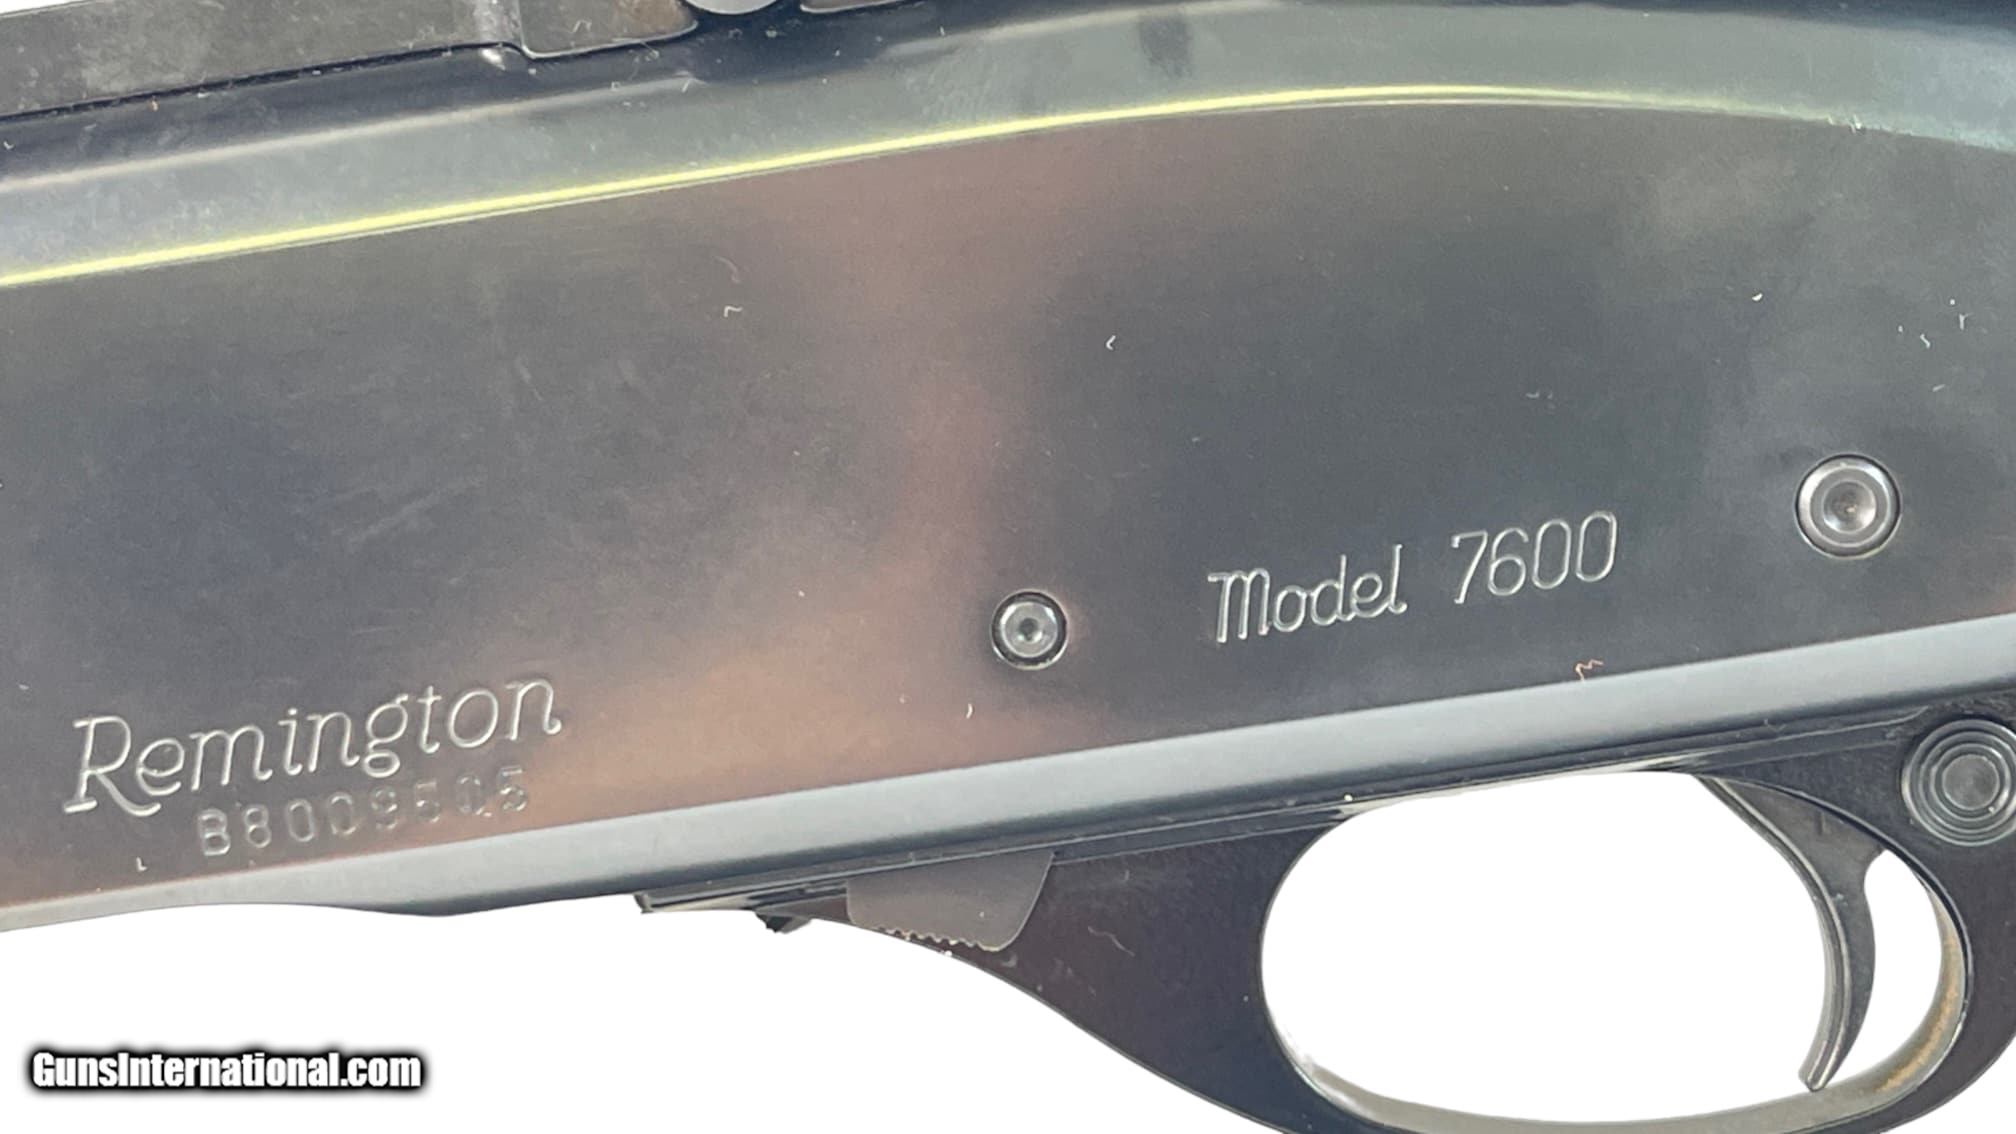 Model 7600
Remington
B8009505
GunsInternational.com